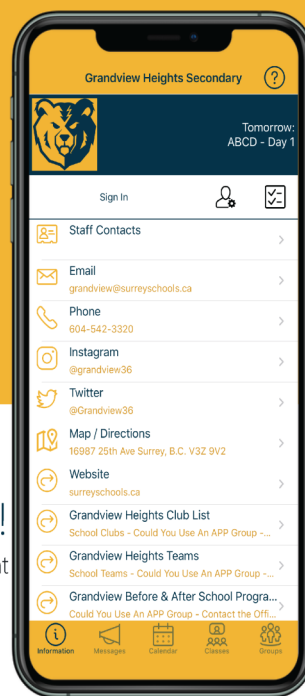 Grandview Heights Secondary
?
Tomorrow:
ABCD - Day 1
Sign In
Staff Contacts
Email
grandview@surreyschools.ca
Phone
604-542-3320
Instagram
@grandview36
Twitter
@Grandview36
Map / Directions
16987 25th Ave Surrey, B.C. V3Z 9V2
Website
surreyschools.ca
!
Grandview Heights Club List
School Clubs - Could You Use An APP Group -...
Grandview Heights Teams
School Teams - Could You Use An APP Group -...
Grandview Before & After School Progra...
Could You Use An APP Group - Contact the Offi...
Information
Messages
Calendar
Classes
Groups